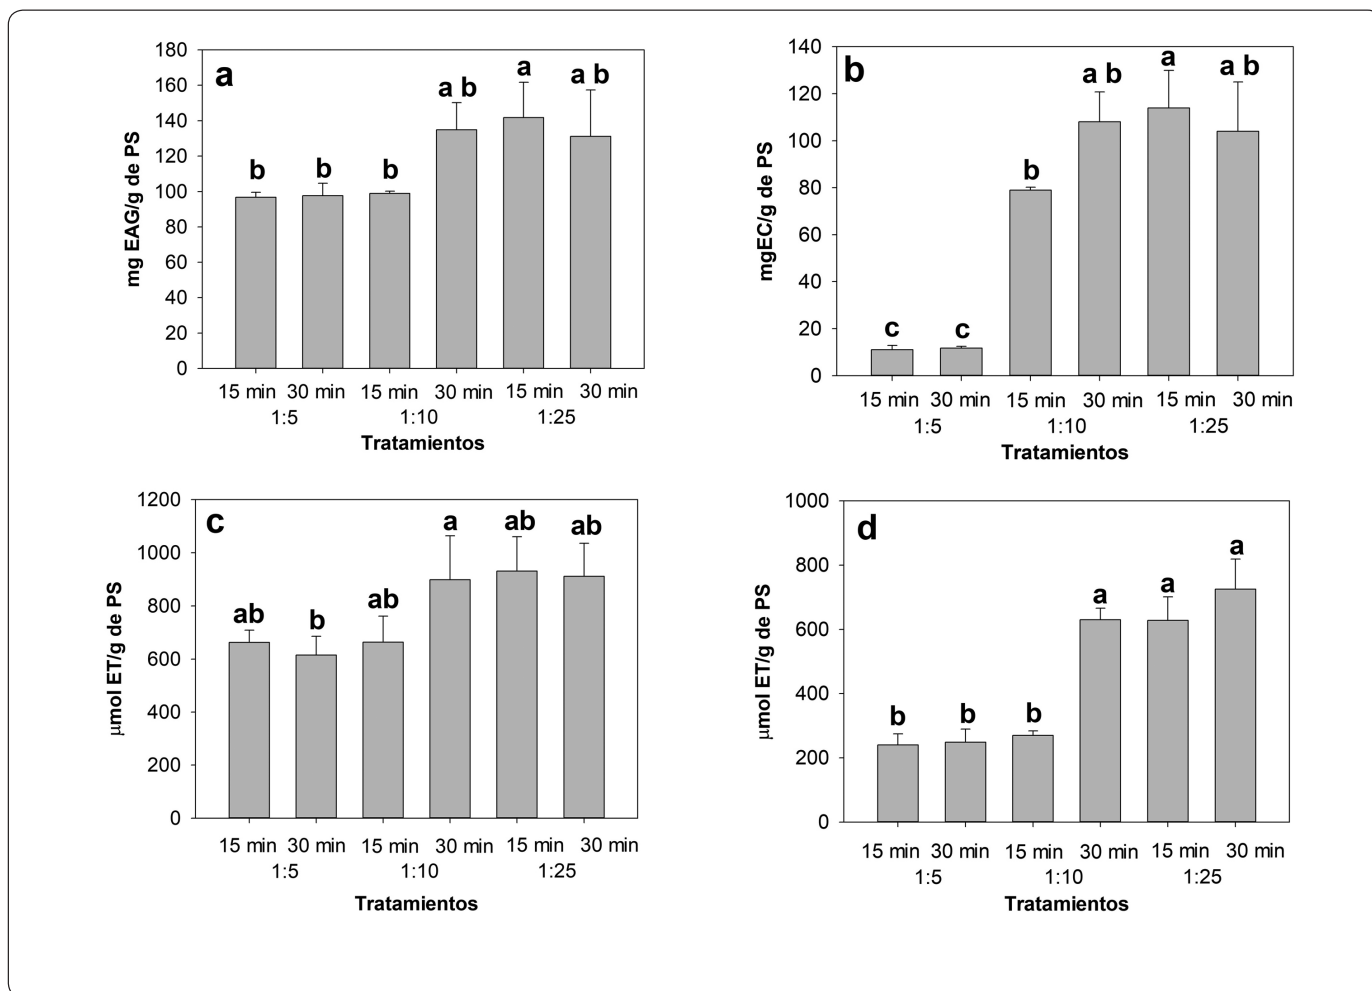 a
mg EAG/g de PS
180
160
140
120
100
80
60
40
20
0
b b b a b a a b
15 min 30 min 15 min 30 min 15 min 30 min
1:5 1:10 1:25
Tratamientos
b
mgEC/g de PS
140
120
100
80
60
40
20
0
c c b a b a a b
15 min 30 min 15 min 30 min 15 min 30 min
1:5 1:10 1:25
Tratamientos
c
µmol ET/g de PS
1200
1000
800
600
400
200
0
ab b ab a ab ab
15 min 30 min 15 min 30 min 15 min 30 min
1:5 1:10 1:25
Tratamientos
d
µmol ET/g de PS
1000
800
600
400
200
0
b b b a a a
15 min 30 min 15 min 30 min 15 min 30 min
1:5 1:10 1:25
Tratamientos